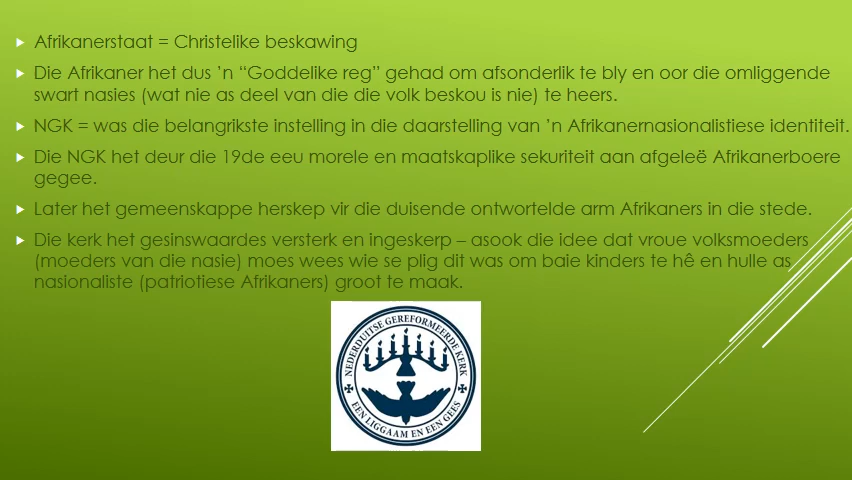 Afrikanerstaat = Christelike beskawing
Die Afrikaner het dus ’n “Goddelike reg” gehad om afsonderlik te bly en oor die omliggende
swart nasies (wat nie as deel van die die volk beskou is nie) te heers.
NGK = was die belangrikste instelling in die daarstelling van ’n Afrikanernasionalistiese identiteit.
Die NGK het deur die 19de eeu morele en maatskaplike sekuriteit aan afgeleë Afrikanerboere
gegee.
Later het gemeenskappe herskep vir die duisende ontwortelde arm Afrikaners in die stede.
Die kerk het gesinswaardes versterk en ingeskerp – asook die idee dat vroue volksmoeders
(moeders van die nasie) moes wees wie se plig dit was om baie kinders te hê en hulle as
nasionaliste (patriotiese Afrikaners) groot te maak.
NEDERDUITSE GEREFORMEERDE KERK
EEN LIGGAAM EN EEN GEES